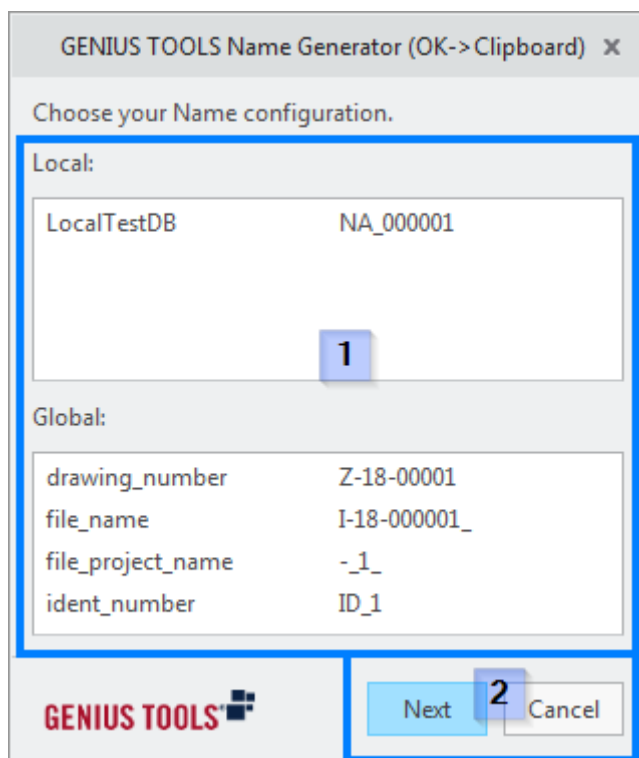 GENIUS TOOLS Name Generator (OK->Clipboard) ×
Choose your Name configuration.
Local:
LocalTestDB NA_000001
1
Global:
drawing_number Z-18-00001
file_name I-18-000001_
file_project_name -_1_
ident_number ID_1
GENIUS TOOLS Next 2 Cancel